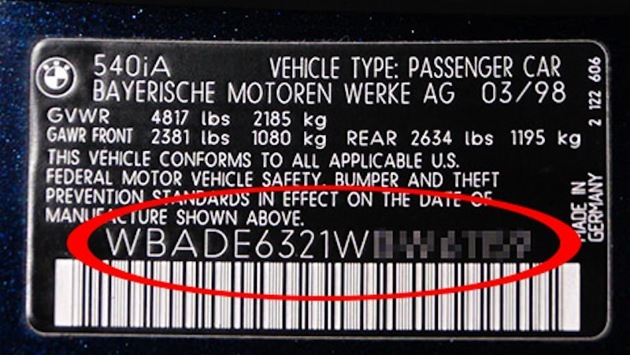 540iA VEHICLE TYPE: PASSENGER CAR
BAYERISCHE MOTOREN WERKE AG 03/98
GVWR 4817 lbs 2185 kg
GAWR FRONT 2381 lbs 1080 kg REAR 2634 lbs 1195 kg
THIS VEHICLE CONFORMS TO ALL APPLICABLE U.S.
FEDERAL MOTOR VEHICLE SAFETY, BUMPER AND THEFT
PREVENTION STANDARDS IN EFFECT ON THE DATE OF
MANUFACTURE SHOWN ABOVE.
WBADE6321W
MADE IN
GERMANY
2 122 606
BMW